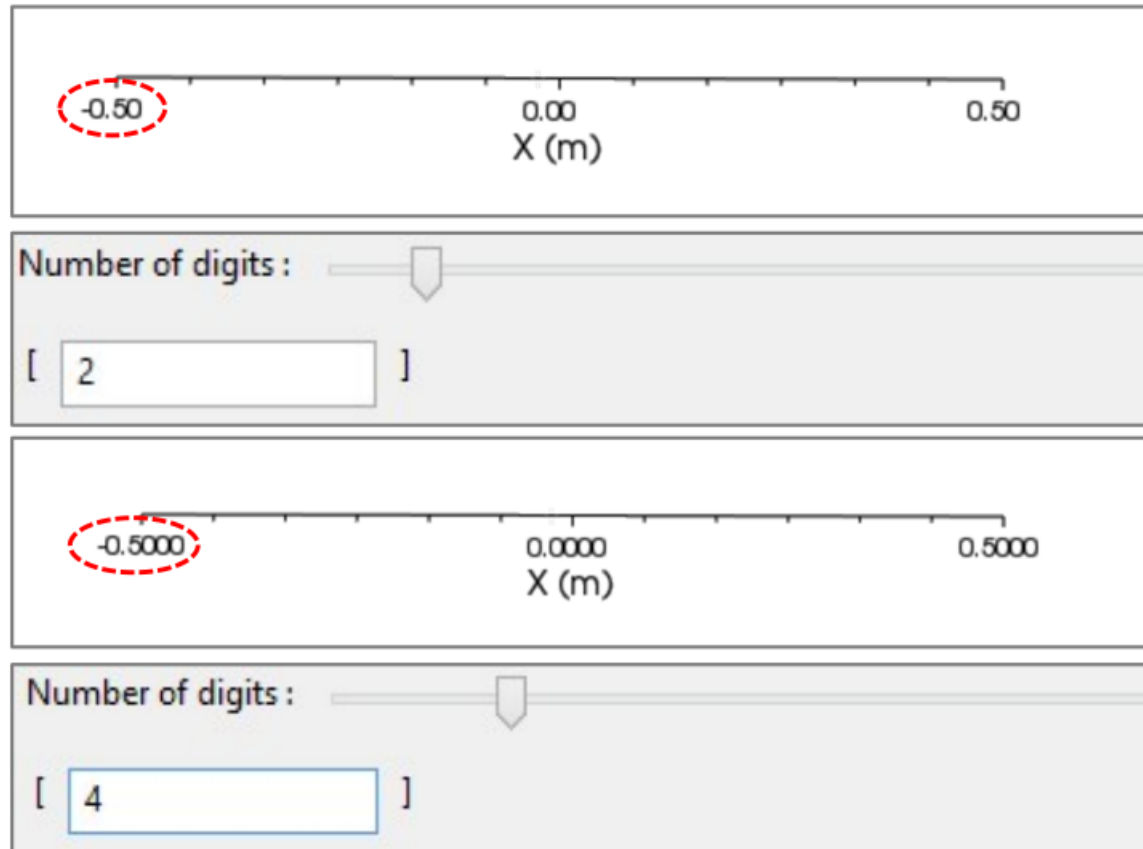 -0.50 0.00 0.50
X (m)
Number of digits :
[ 2 ]
-0.5000 0.0000 0.5000
X (m)
Number of digits :
[ 4 ]